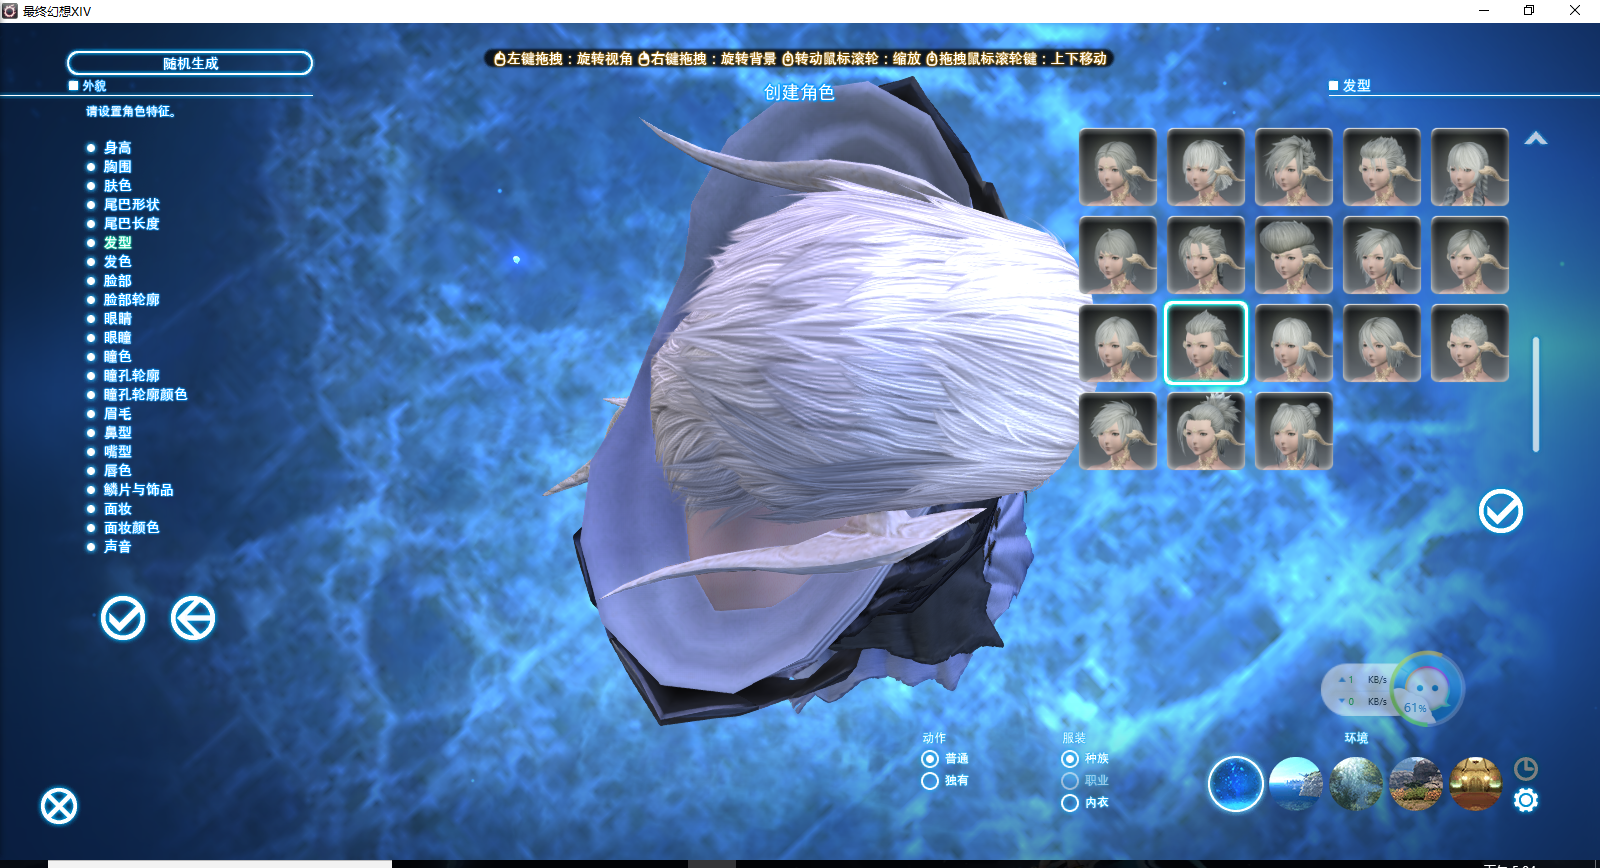 最终幻想XIV
左键拖拽：旋转视角 右键拖拽：旋转背景 转动鼠标滚轮：缩放 拖拽鼠标滚轮键：上下移动
随机生成
外貌
创建角色
发型
请设置角色特征。
身高
胸围
肤色
尾巴形状
尾巴长度
发型
发色
脸部
脸部轮廓
眼睛
眼瞳
瞳色
瞳孔轮廓
瞳孔轮廓颜色
眉毛
鼻型
嘴型
唇色
鳞片与饰品
面妆
面妆颜色
声音
1 KB/s
0 KB/s
61%
动作
普通
独有
服装
种族
职业
内衣
环境